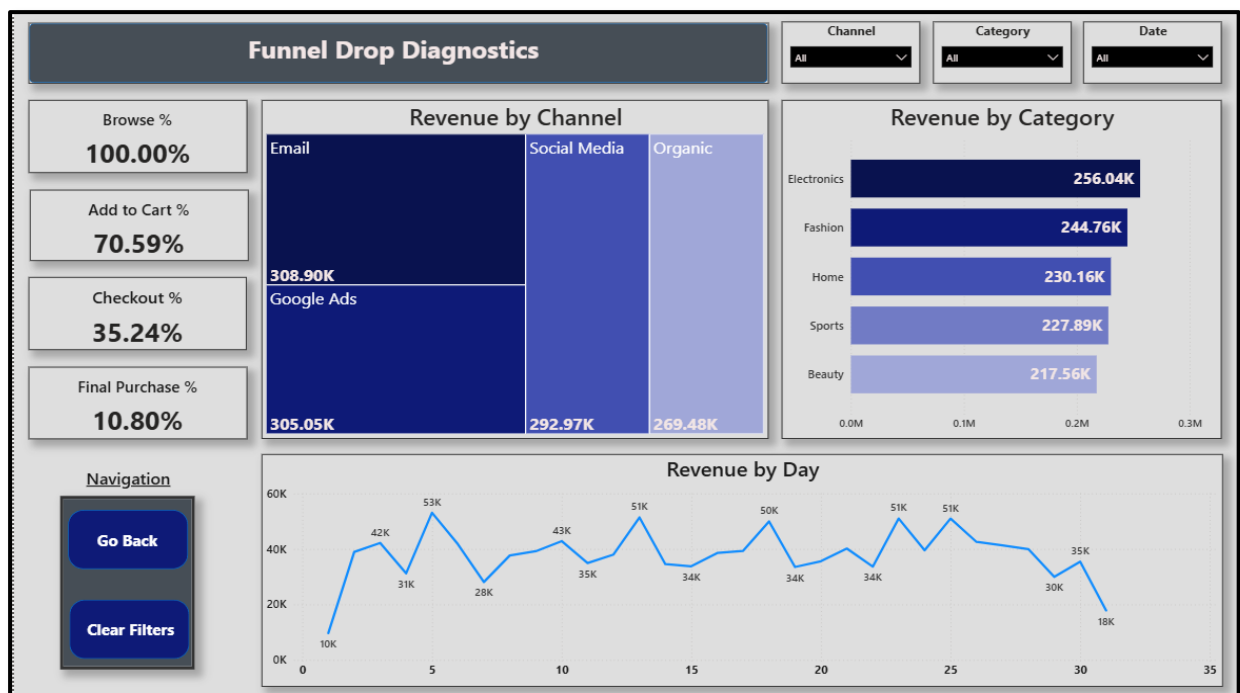 Funnel Drop Diagnostics
Channel
All
Category
All
Date
All
Browse %
100.00%
Add to Cart %
70.59%
Checkout %
35.24%
Final Purchase %
10.80%
Navigation
Go Back
Clear Filters
Revenue by Channel
Email
308.90K
Google Ads
305.05K
Social Media
292.97K
Organic
269.48K
Revenue by Category
Electronics 256.04K
Fashion 244.76K
Home 230.16K
Sports 227.89K
Beauty 217.56K
0.0M 0.1M 0.2M 0.3M
Revenue by Day
60K
40K
20K
0K
10K
42K
31K
53K
28K
43K
35K
51K
34K
50K
34K
34K
51K
51K
30K
35K
18K
0 5 10 15 20 25 30 35